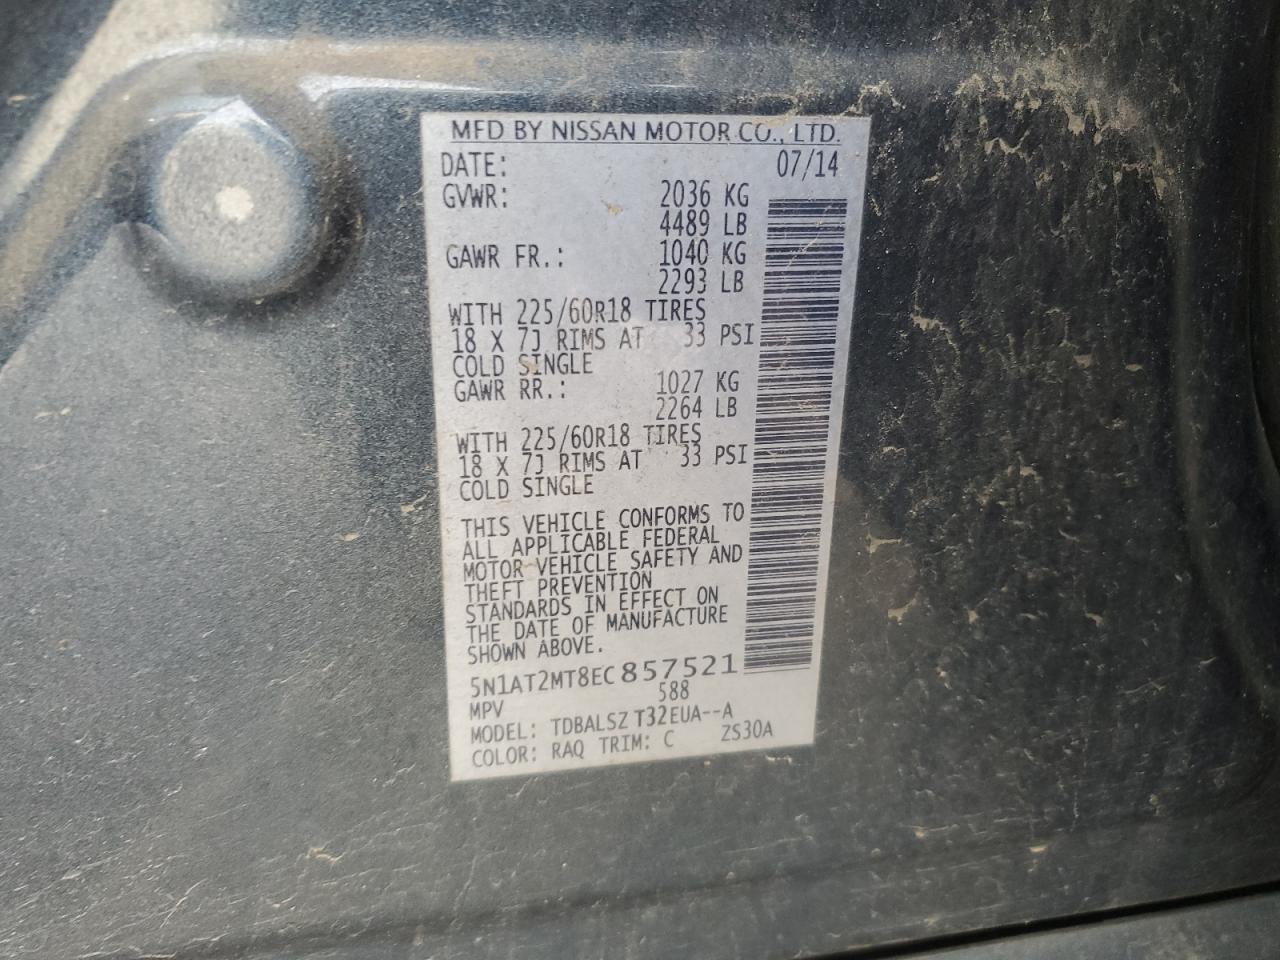 MFD BY NISSAN MOTOR CO., LTD.
DATE: 07/14
GVWR: 2036 KG
4489 LB
GAWR FR.: 1040 KG
2293 LB
WITH 225/60R18 TIRES
18 X 7J RIMS AT 33 PSI
COLD SINGLE
GAWR RR.: 1027 KG
2264 LB
WITH 225/60R18 TIRES
18 X 7J RIMS AT 33 PSI
COLD SINGLE
THIS VEHICLE CONFORMS TO
ALL APPLICABLE FEDERAL
MOTOR VEHICLE SAFETY AND
THEFT PREVENTION
STANDARDS IN EFFECT ON
THE DATE OF MANUFACTURE
SHOWN ABOVE.
5N1AT2MT8EC857521
588
MPV
MODEL: TDBALSZ T32EUA--A
COLOR: RAQ TRIM: C ZS30A